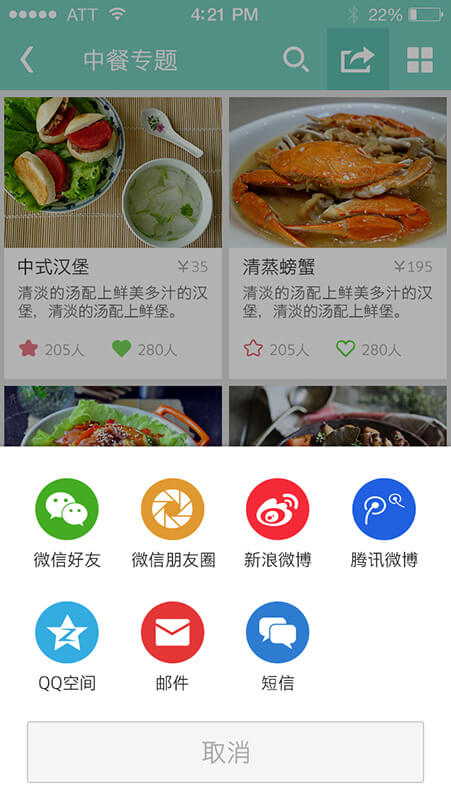 ATT 4:21 PM 22%
中餐专题
中式汉堡 ￥35
清淡的汤配上鲜美多汁的汉
堡，清淡的汤配上鲜堡。
205人 280人
清蒸螃蟹 ￥195
清淡的汤配上鲜美多汁的汉
堡，清淡的汤配上鲜堡。
205人 280人
微信好友 微信朋友圈 新浪微博 腾讯微博
QQ空间 邮件 短信
取消